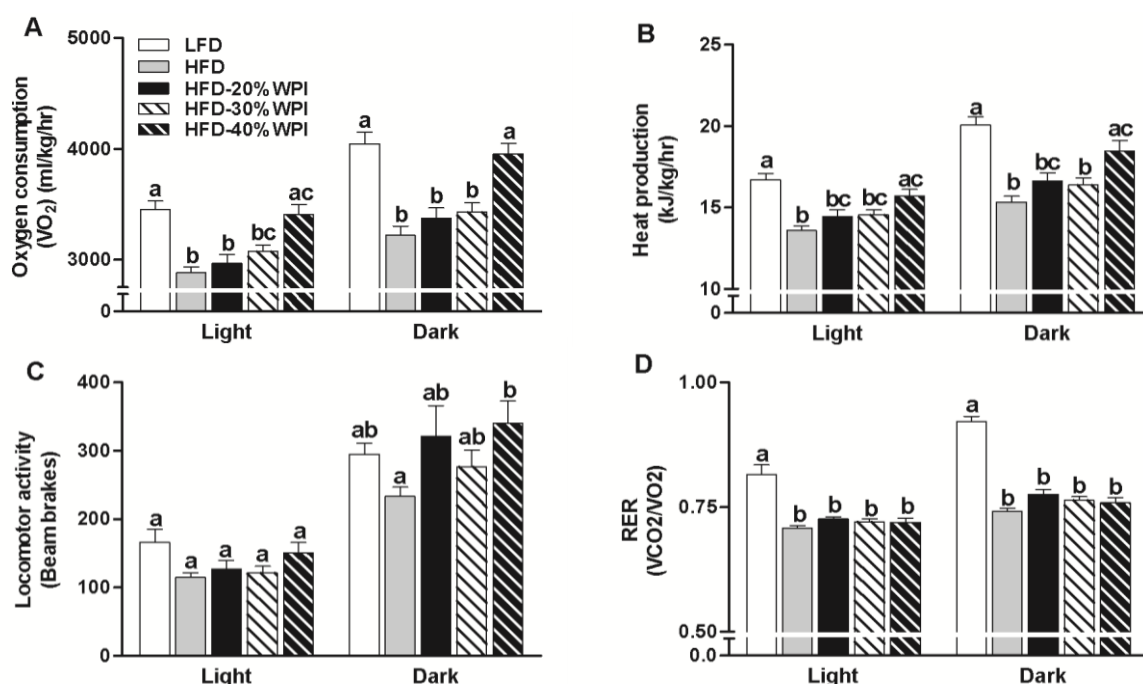 A
5000
4000
3000
0
Oxygen consumption
(VO2) (ml/kg/hr)
LFD
HFD
HFD-20% WPI
HFD-30% WPI
HFD-40% WPI
a b b bc ac
a b b b a
Light Dark
B
25
20
15
10
0
Heat production
(kJ/kg/hr)
a b bc bc ac
a b bc b ac
Light Dark
C
400
300
200
100
0
Locomotor activity
(Beam brakes)
a a a a a
ab a ab ab b
Light Dark
D
1.00
0.75
0.50
0.0
RER
(VCO2/VO2)
a b b b b
a b b b b
Light Dark